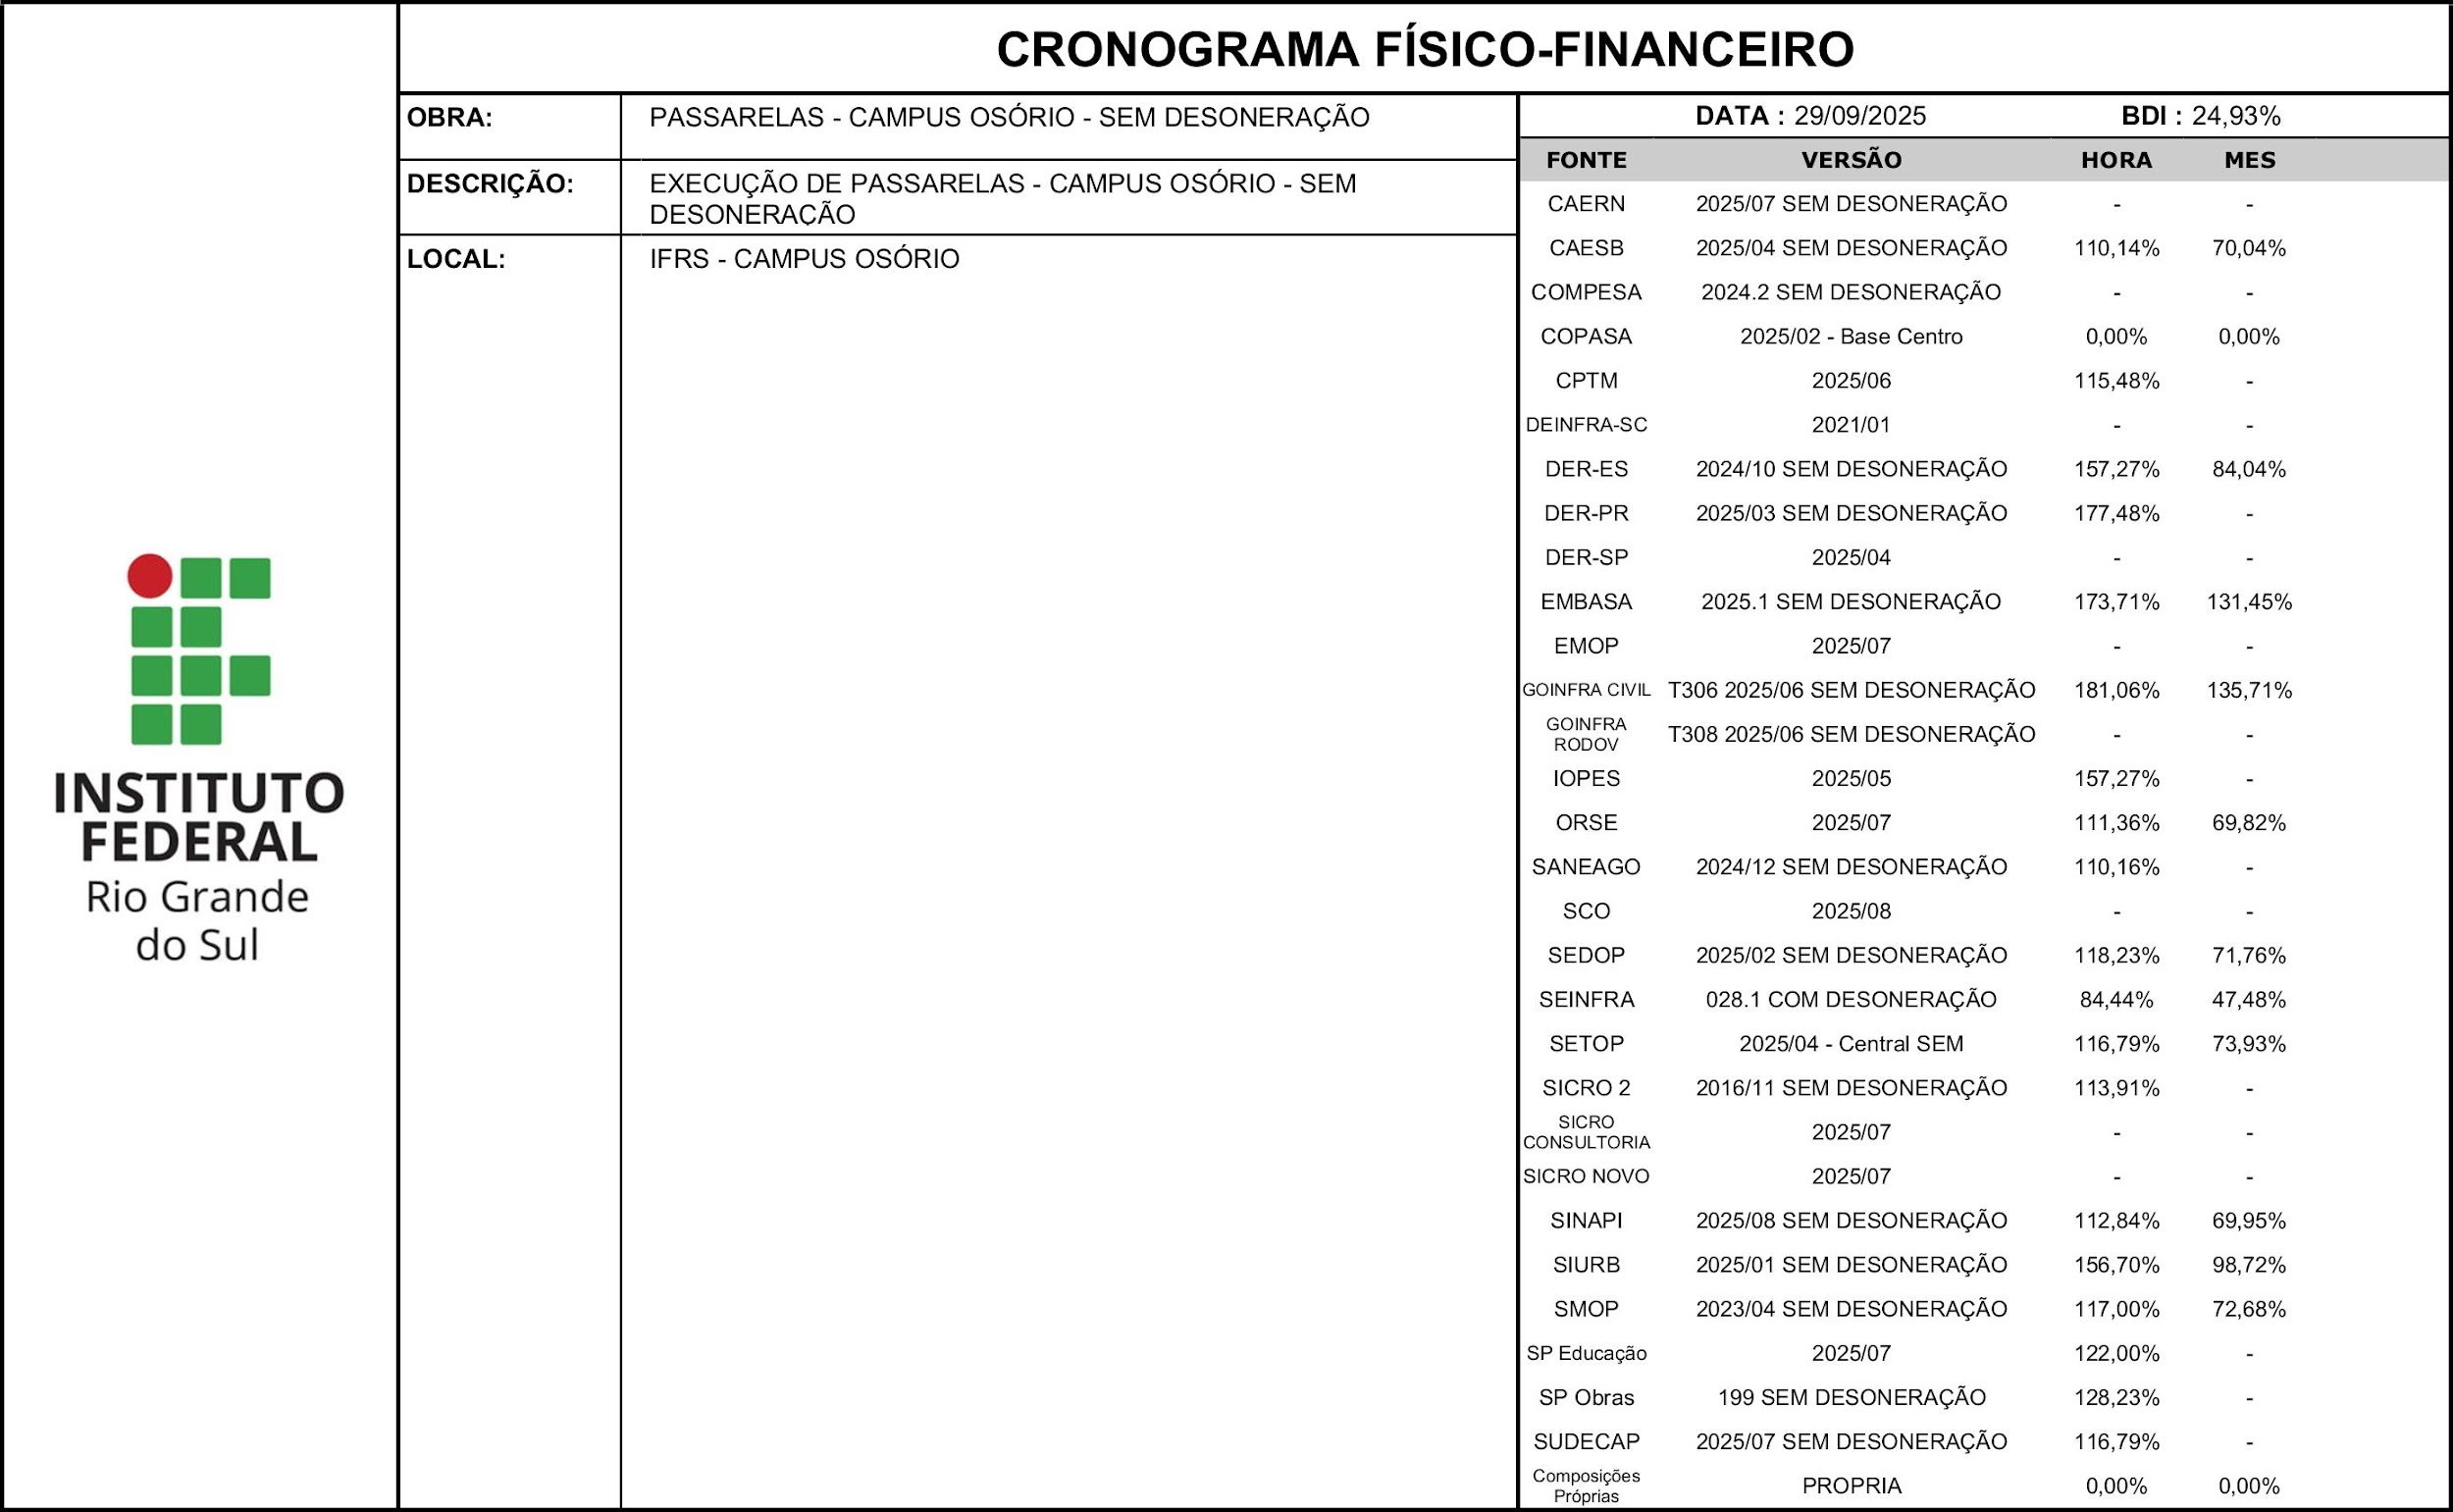 CRONOGRAMA FÍSICO-FINANCEIRO
OBRA: PASSARELAS - CAMPUS OSÓRIO - SEM DESONERAÇÃO
DESCRIÇÃO: EXECUÇÃO DE PASSARELAS - CAMPUS OSÓRIO - SEM
DESONERAÇÃO
LOCAL: IFRS - CAMPUS OSÓRIO
INSTITUTO
FEDERAL
Rio Grande
do Sul
DATA : 29/09/2025 BDI : 24,93%
FONTE VERSÃO HORA MES
CAERN 2025/07 SEM DESONERAÇÃO - -
CAESB 2025/04 SEM DESONERAÇÃO 110,14% 70,04%
COMPESA 2024.2 SEM DESONERAÇÃO - -
COPASA 2025/02 - Base Centro 0,00% 0,00%
CPTM 2025/06 115,48% -
DEINFRA-SC 2021/01 - -
DER-ES 2024/10 SEM DESONERAÇÃO 157,27% 84,04%
DER-PR 2025/03 SEM DESONERAÇÃO 177,48% -
DER-SP 2025/04 - -
EMBASA 2025.1 SEM DESONERAÇÃO 173,71% 131,45%
EMOP 2025/07 - -
GOINFRA CIVIL T306 2025/06 SEM DESONERAÇÃO 181,06% 135,71%
GOINFRA
RODOV T308 2025/06 SEM DESONERAÇÃO - -
IOPES 2025/05 157,27% -
ORSE 2025/07 111,36% 69,82%
SANEAGO 2024/12 SEM DESONERAÇÃO 110,16% -
SCO 2025/08 - -
SEDOP 2025/02 SEM DESONERAÇÃO 118,23% 71,76%
SEINFRA 028.1 COM DESONERAÇÃO 84,44% 47,48%
SETOP 2025/04 - Central SEM 116,79% 73,93%
SICRO 2 2016/11 SEM DESONERAÇÃO 113,91% -
SICRO
CONSULTORIA 2025/07 - -
SICRO NOVO 2025/07 - -
SINAPI 2025/08 SEM DESONERAÇÃO 112,84% 69,95%
SIURB 2025/01 SEM DESONERAÇÃO 156,70% 98,72%
SMOP 2023/04 SEM DESONERAÇÃO 117,00% 72,68%
SP Educação 2025/07 122,00% -
SP Obras 199 SEM DESONERAÇÃO 128,23% -
SUDECAP 2025/07 SEM DESONERAÇÃO 116,79% -
Composições
Próprias PROPRIA 0,00% 0,00%